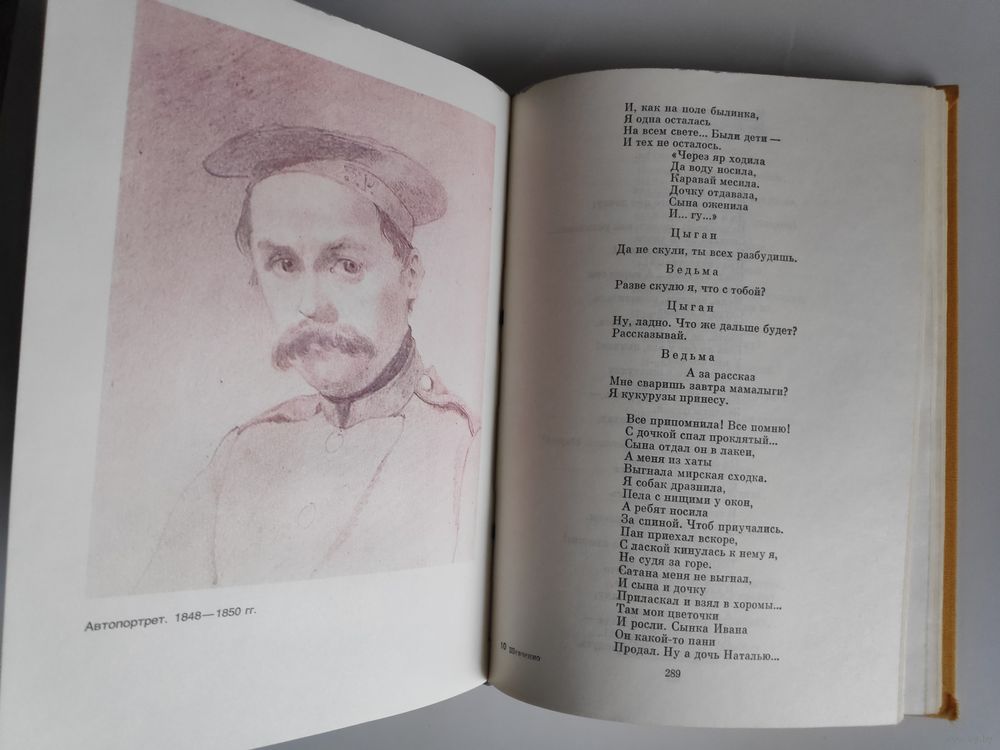 Автопортрет. 1848—1850 гг.
И, как на поле былинка,
Я одна осталась
На всем свете... Были дети —
И тех не осталось.
«Через яр ходила
Да воду носила,
Каравай месила.
Дочку отдавала,
Сына оженила
И... гу...»
Цыган
Да не скули, ты всех разбудишь.
Ведьма
Разве скулю я, что с тобой?
Цыган
Ну, ладно. Что же дальше будет?
Рассказывай.
Ведьма
А за рассказ
Мне сваришь завтра мамалыги?
Я кукурузы принесу.
Все припомнила! Все помню!
С дочкой спал проклятый...
Сына отдал он в лакеи,
А меня из хаты
Выгнала мирская сходка.
Я собак дразнила,
Пела с нищими у окон,
А ребят носила
За спиной. Чтоб приучались.
Пан приехал вскоре,
С лаской кинулась к нему я,
Не судя за горе.
Сатана меня не выгнал,
И сына и дочку
Приласкал и взял в хоромы...
Там мои цветочки
И росли. Сынка Ивана
Он какой-то пани
Продал. Ну а дочь Наталью...
10 Шевченко
289